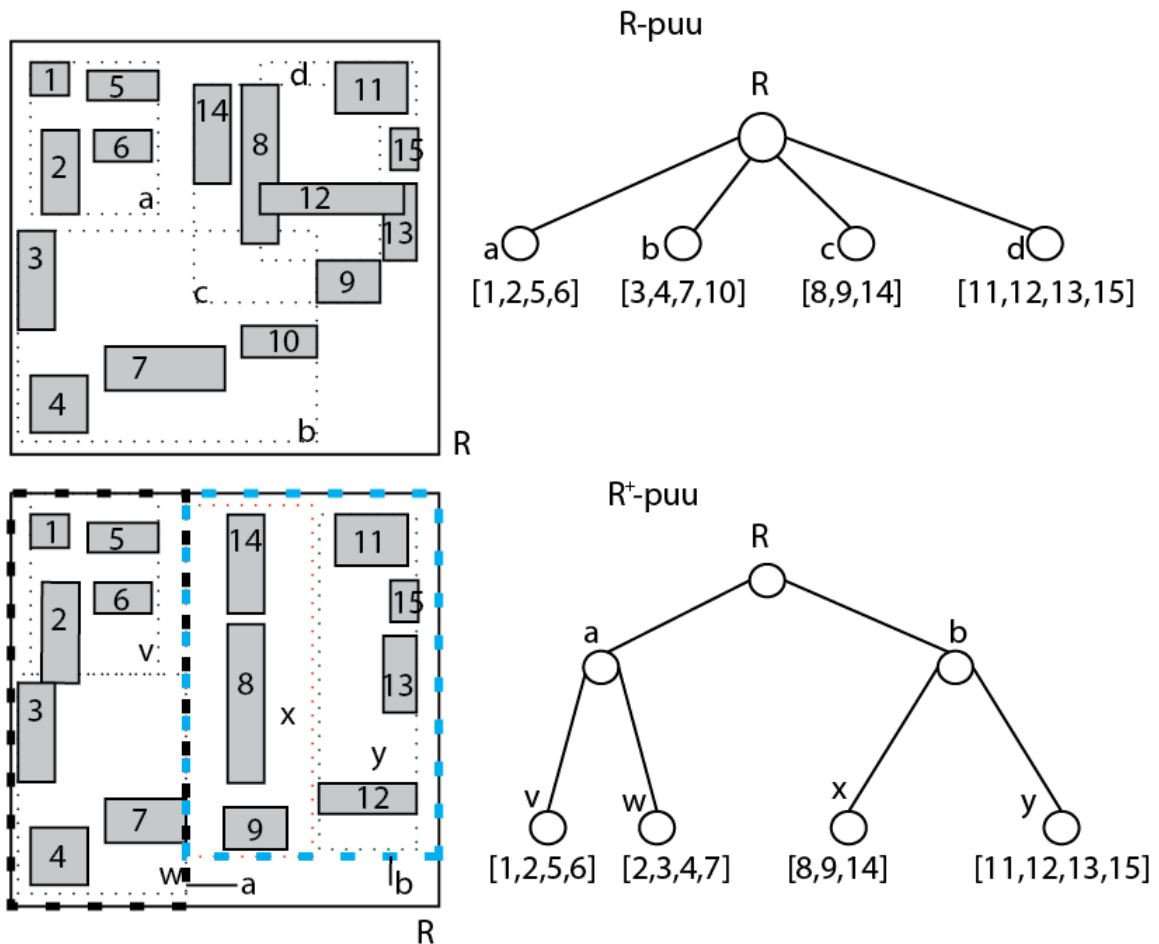 R-puu
1
5
2
6
a
14
8
d
11
15
12
13
3
c
9
10
7
4
b
R
R
a
b
c
d
[1,2,5,6]
[3,4,7,10]
[8,9,14]
[11,12,13,15]
1
5
2
6
v
3
7
4
w
a
14
8
x
9
11
15
13
y
12
b
R
R⁺-puu
R
a
b
v
w
x
y
[1,2,5,6]
[2,3,4,7]
[8,9,14]
[11,12,13,15]